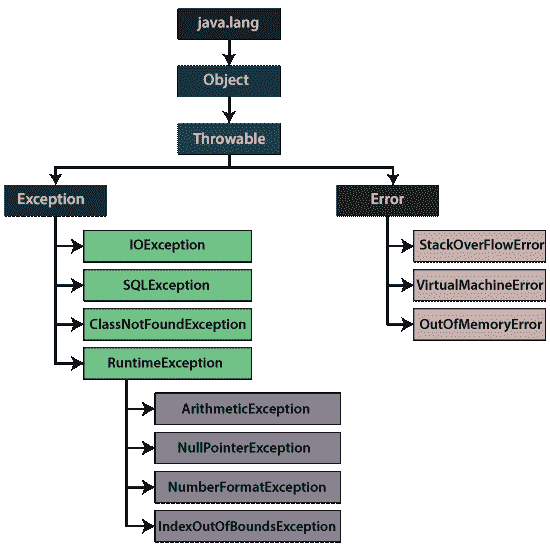 java.lang
Object
Throwable
Exception
Error
IOException
StackOverFlowError
SQLException
VirtualMachineError
ClassNotFoundException
OutOfMemoryError
RuntimeException
ArithmeticException
NullPointerException
NumberFormatException
IndexOutOfBoundsException